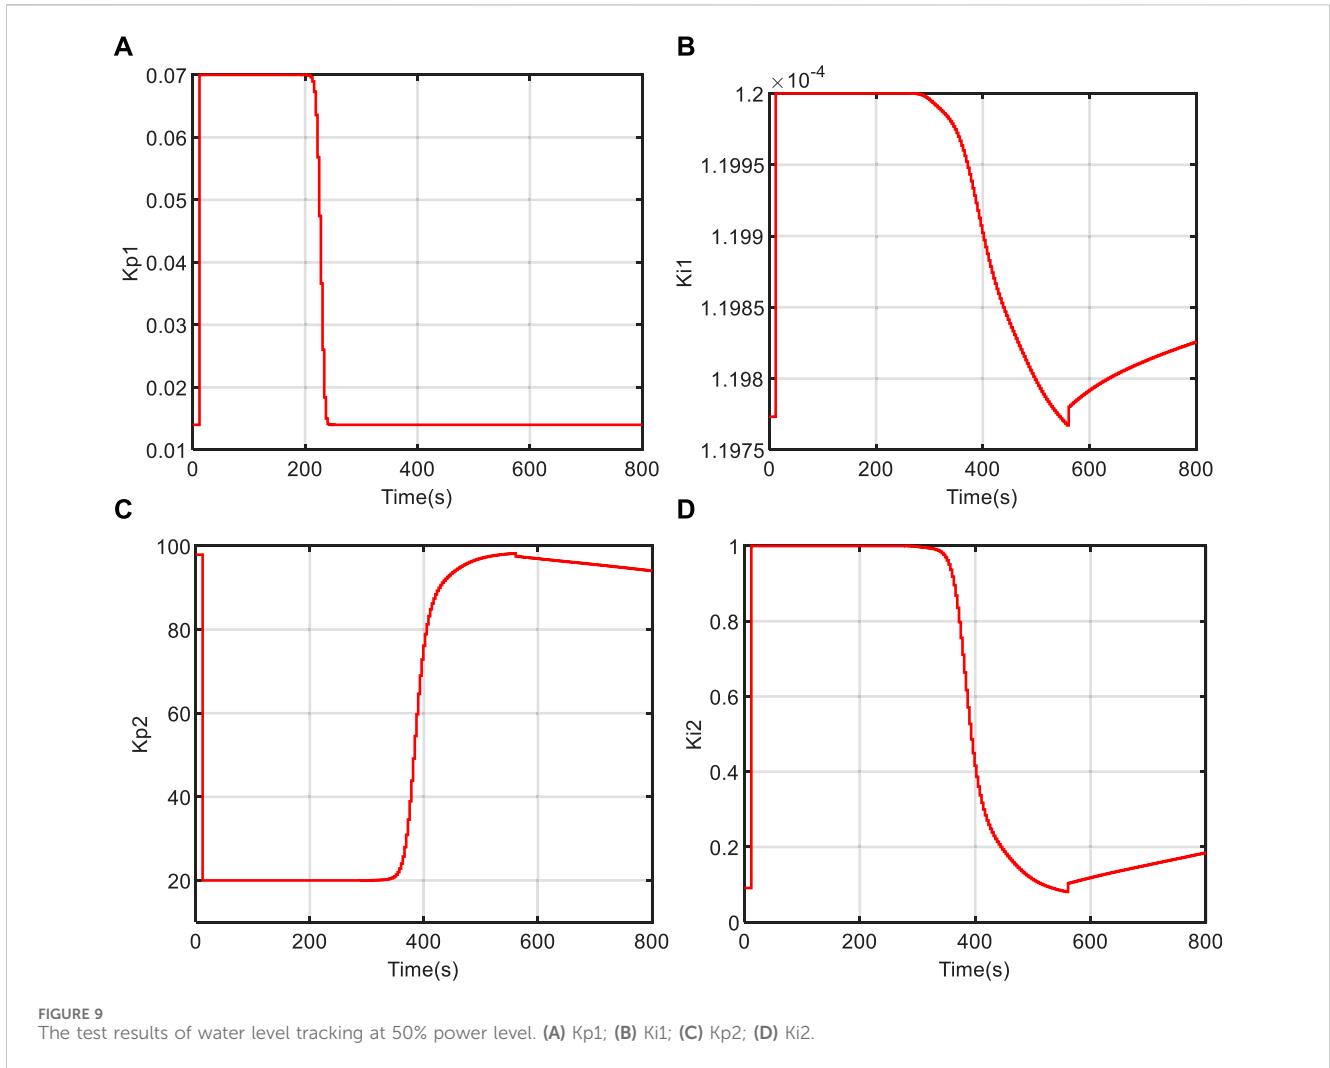 A
0.07
0.06
0.05
0.04
0.03
0.02
0.01
Kp1
0 200 400 600 800
Time(s)
B
×10-4
1.2
1.1995
1.199
1.1985
1.198
1.1975
Ki1
0 200 400 600 800
Time(s)
C
100
80
60
40
20
Kp2
0 200 400 600 800
Time(s)
D
1
0.8
0.6
0.4
0.2
0
Ki2
0 200 400 600 800
Time(s)
FIGURE 9
The test results of water level tracking at 50% power level. (A) Kp1; (B) Ki1; (C) Kp2; (D) Ki2.